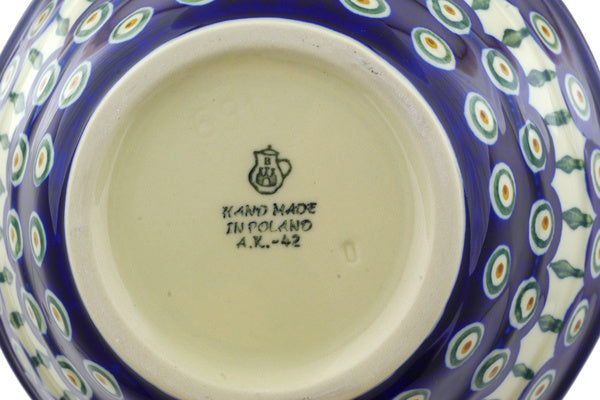 B
HAND MADE
IN POLAND
A.K.-42